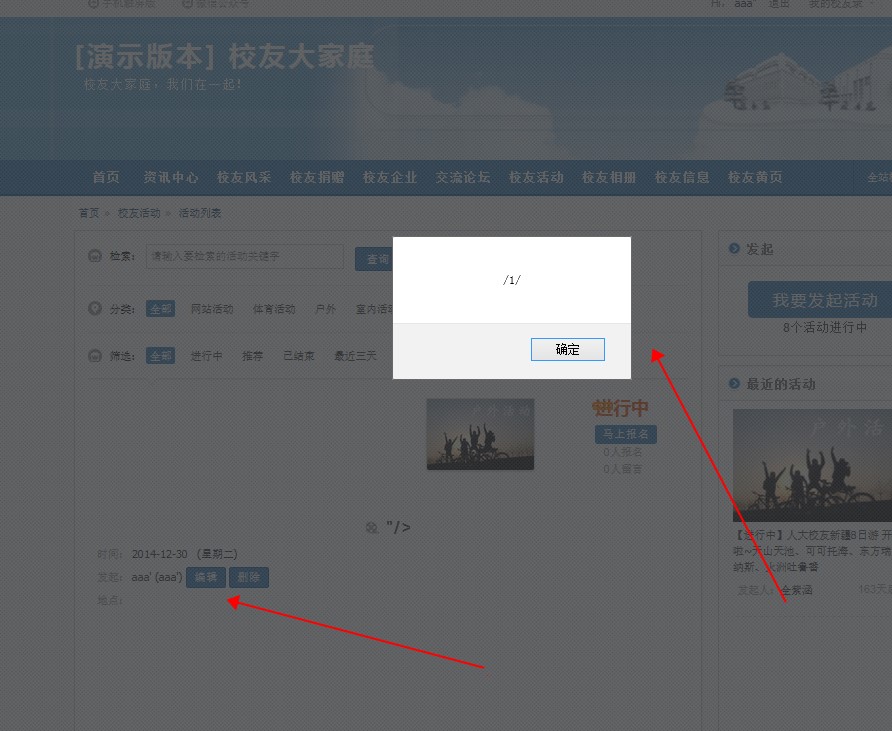 手机触屏版 微信公众号 Hi, aaa' 退出 我的校友录
[演示版本] 校友大家庭
校友大家庭，我们在一起！
首页 资讯中心 校友风采 校友捐赠 校友企业 交流论坛 校友活动 校友相册 校友信息 校友黄页 全站
首页 » 校友活动 » 活动列表
检索： 请输入要检索的活动关键字 查询
/1/
确定
发起
我要发起活动
8个活动进行中
分类： 全部 网站活动 体育活动 户外 室内活动
筛选： 全部 进行中 推荐 已结束 最近三天
最近的活动
户外活动
进行中
马上报名
0人报名
0人留言
户外活
"/>
时间： 2014-12-30 (星期二)
发起： aaa' (aaa') 编辑 删除
地点：
【进行中】人大校友新疆8日游 开
啦~天山天池、可可托海、东方瑞
纳斯、火洲吐鲁番
发起人： 全紫涵 163天